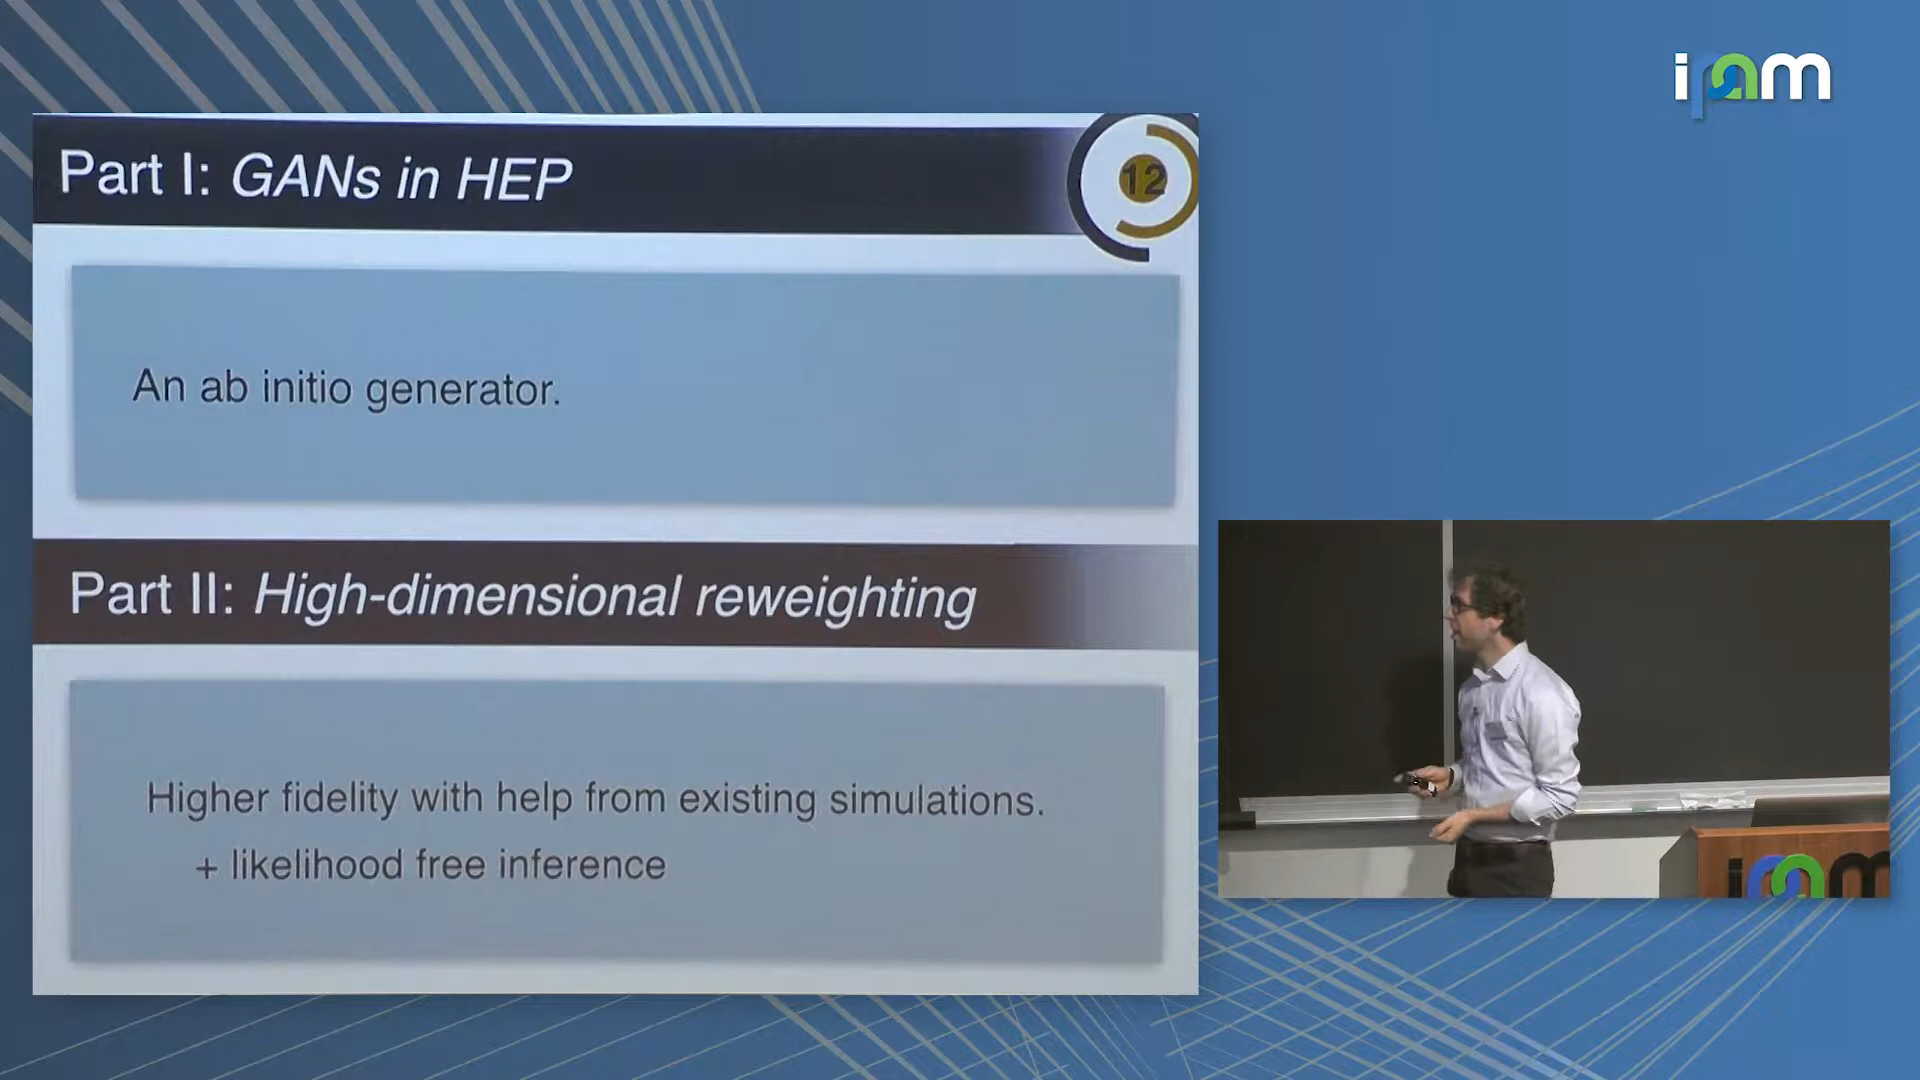 ipam
Part I: GANs in HEP
12
An ab initio generator.
Part II: High-dimensional reweighting
Higher fidelity with help from existing simulations.
+ likelihood free inference
ipam